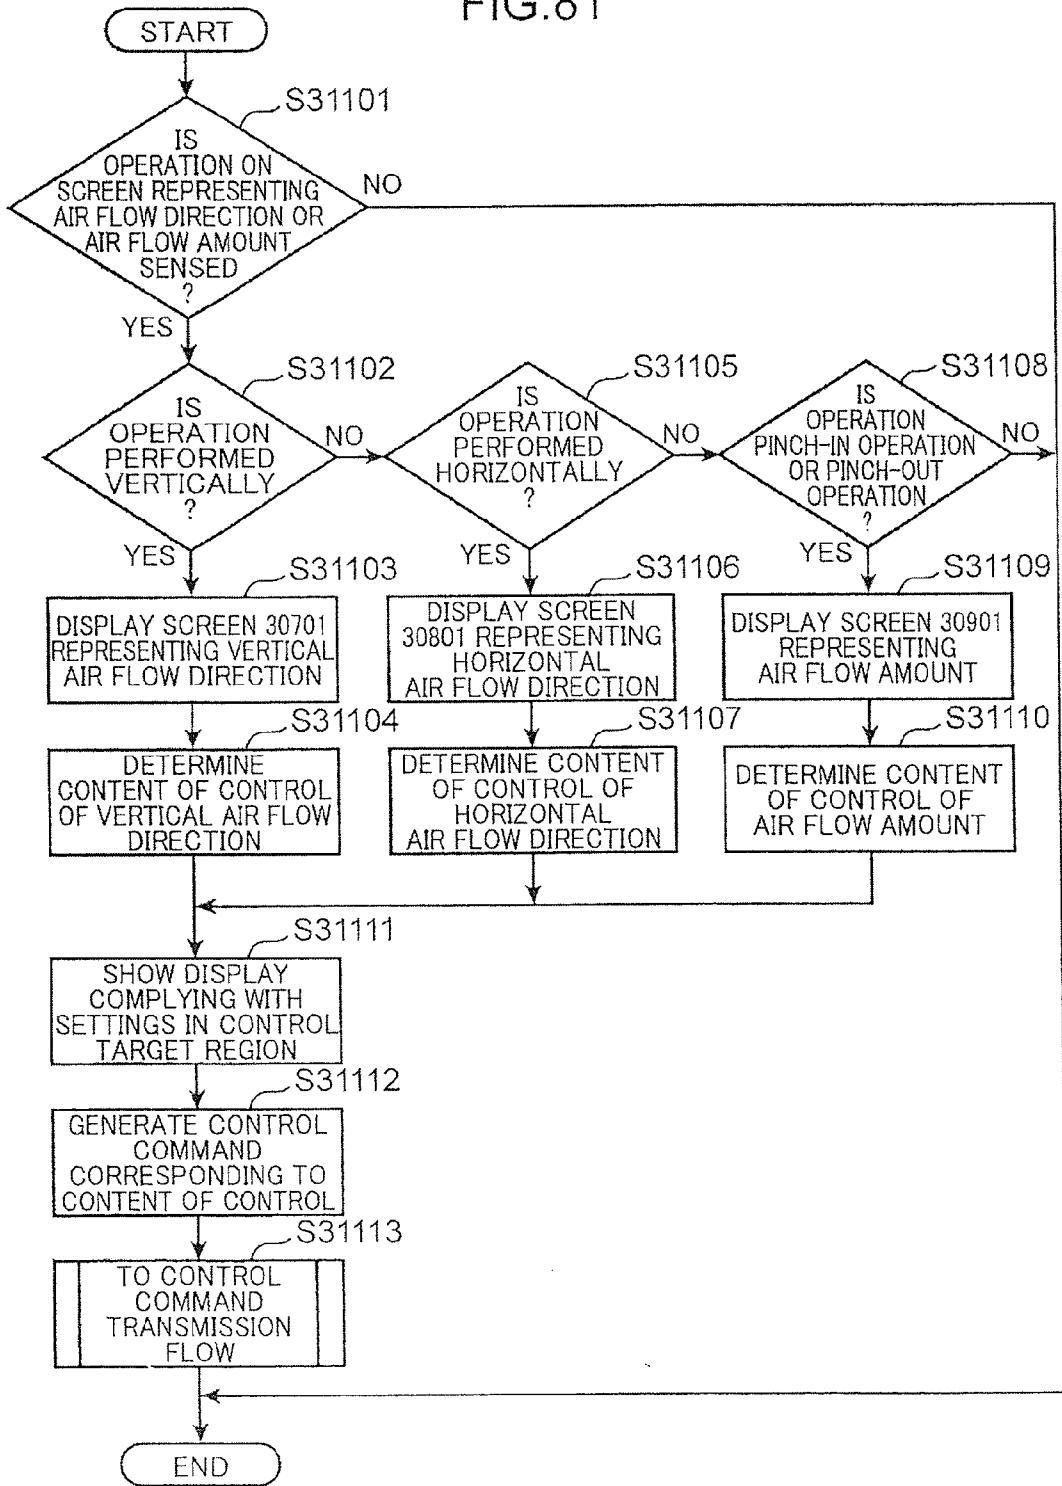 FIG.81
START
S31101
IS
OPERATION ON
SCREEN REPRESENTING
AIR FLOW DIRECTION OR
AIR FLOW AMOUNT
SENSED
?
NO
YES
S31102
IS
OPERATION
PERFORMED
VERTICALLY
?
NO
YES
S31105
IS
OPERATION
PERFORMED
HORIZONTALLY
?
NO
YES
S31108
IS
OPERATION
PINCH-IN OPERATION
OR PINCH-OUT
OPERATION
?
NO
YES
S31103
DISPLAY SCREEN 30701
REPRESENTING VERTICAL
AIR FLOW DIRECTION
S31106
DISPLAY SCREEN
30801 REPRESENTING
HORIZONTAL
AIR FLOW DIRECTION
S31109
DISPLAY SCREEN 30901
REPRESENTING
AIR FLOW AMOUNT
S31104
DETERMINE
CONTENT OF CONTROL
OF VERTICAL AIR FLOW
DIRECTION
S31107
DETERMINE CONTENT
OF CONTROL OF
HORIZONTAL
AIR FLOW DIRECTION
S31110
DETERMINE CONTENT
OF CONTROL OF
AIR FLOW AMOUNT
S31111
SHOW DISPLAY
COMPLYING WITH
SETTINGS IN CONTROL
TARGET REGION
S31112
GENERATE CONTROL
COMMAND
CORRESPONDING TO
CONTENT OF CONTROL
S31113
TO CONTROL
COMMAND
TRANSMISSION
FLOW
END